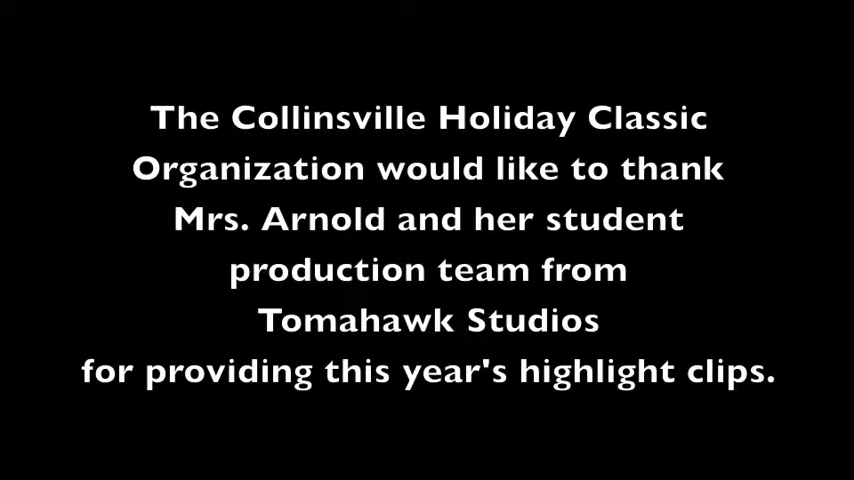 The Collinsville Holiday Classic
Organization would like to thank
Mrs. Arnold and her student
production team from
Tomahawk Studios
for providing this year's highlight clips.